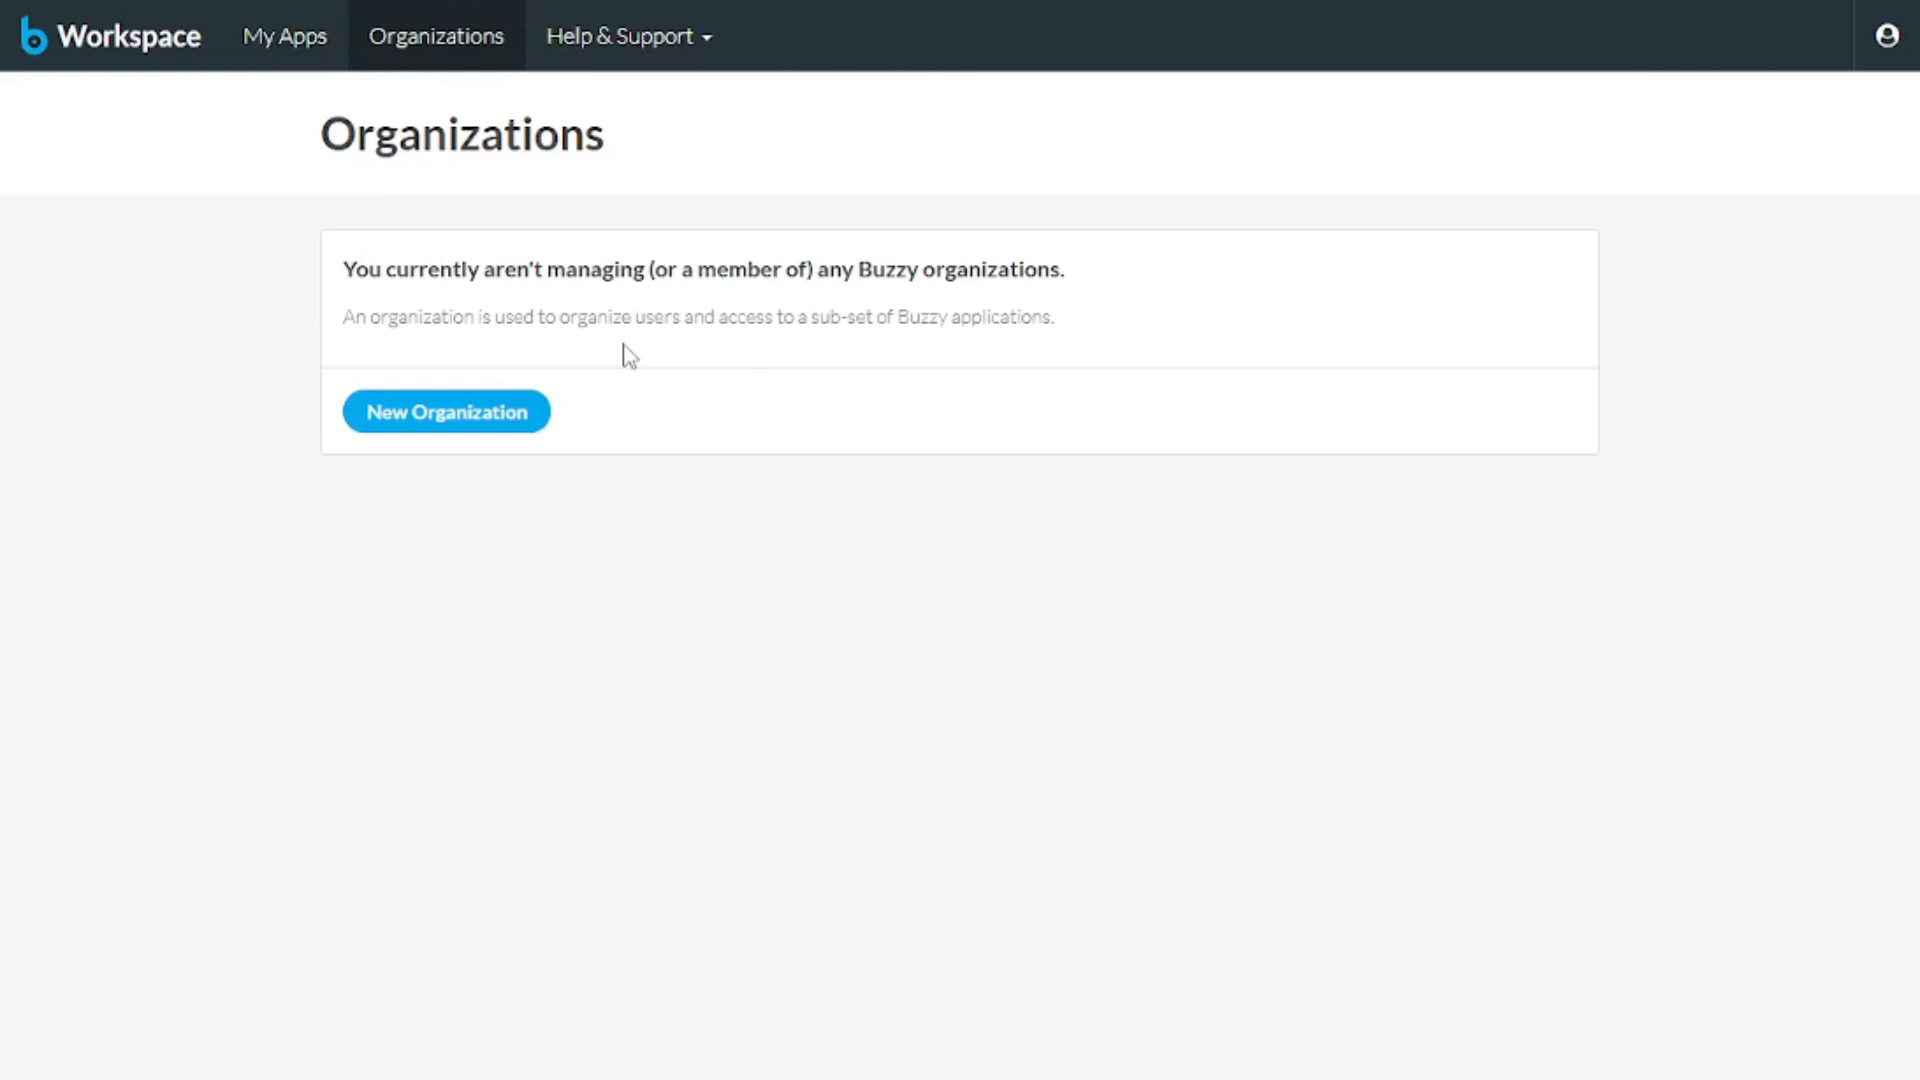 Workspace My Apps Organizations Help & Support
Organizations
You currently aren't managing (or a member of) any Buzzy organizations.
An organization is used to organize users and access to a sub-set of Buzzy applications.
New Organization